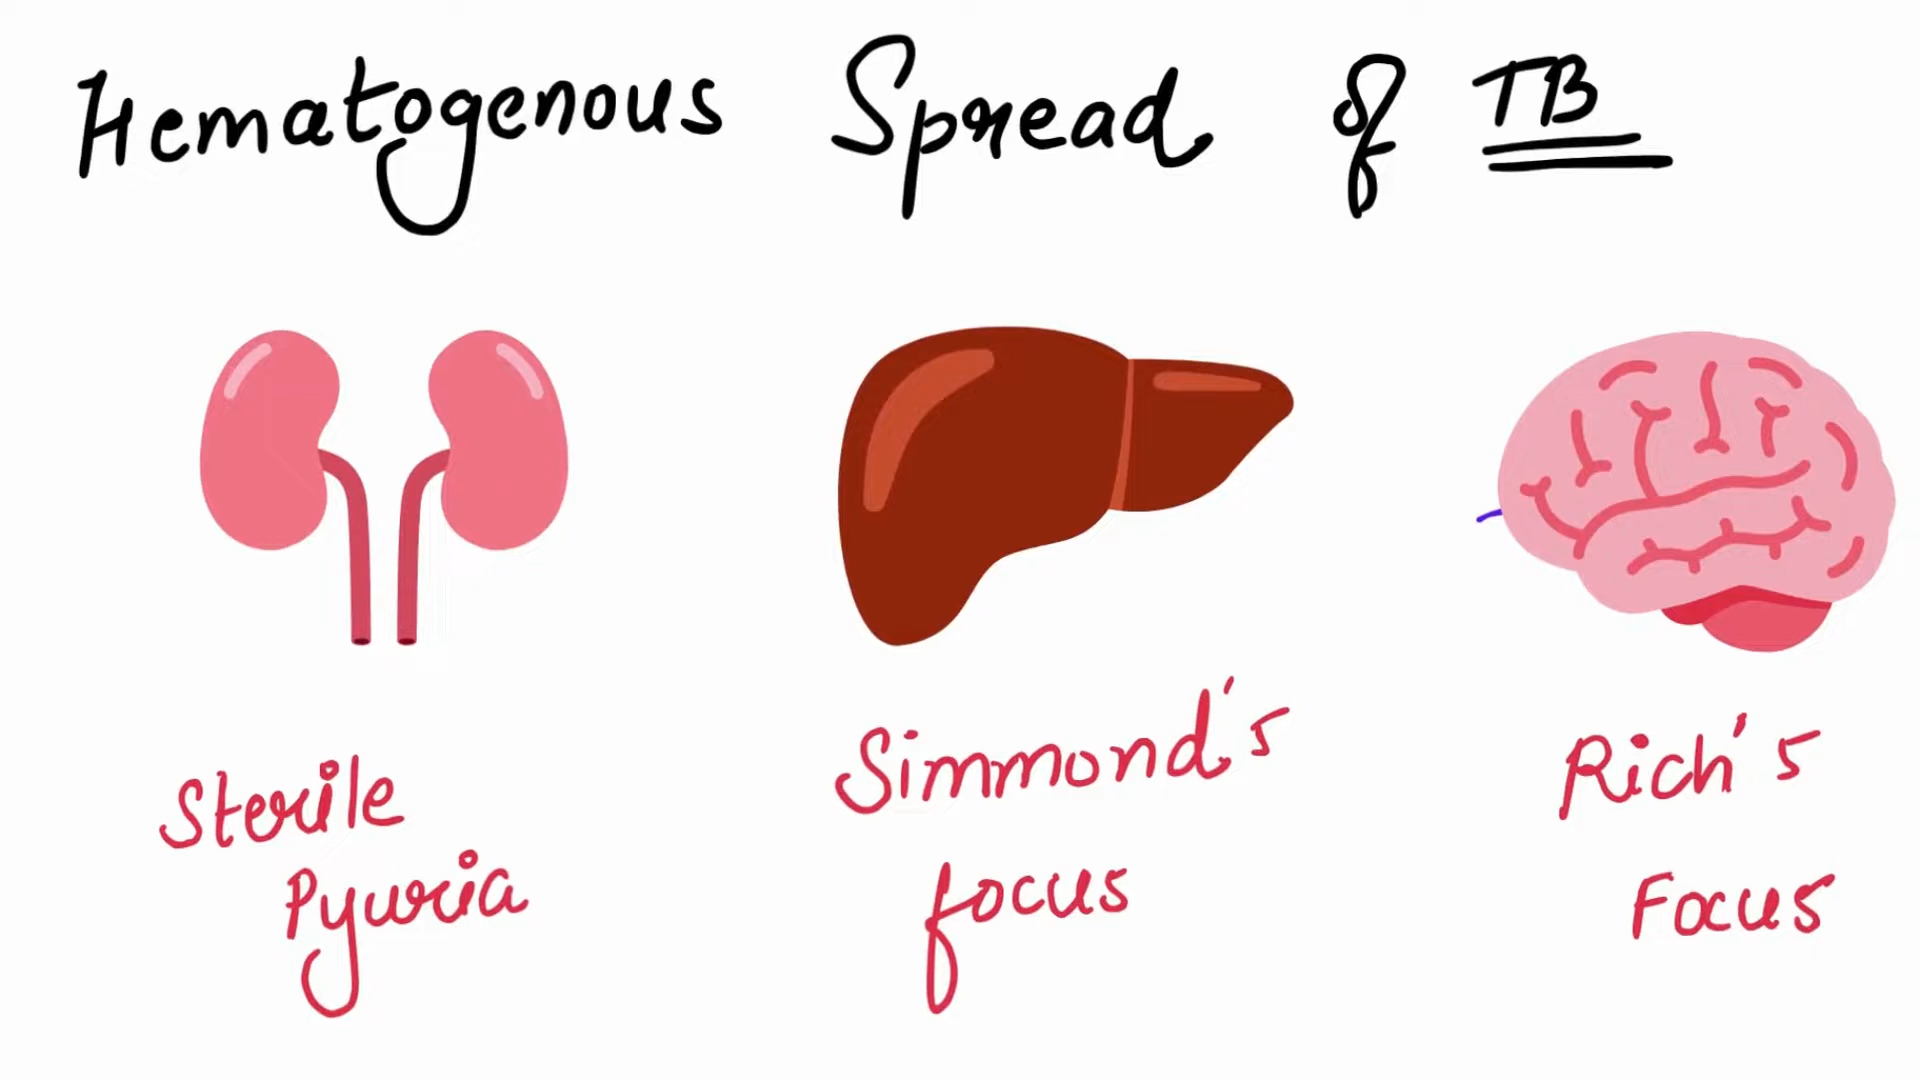 Hematogenous Spread of TB
Sterile
Pyuria
Simmond's
focus
Rich's
Focus